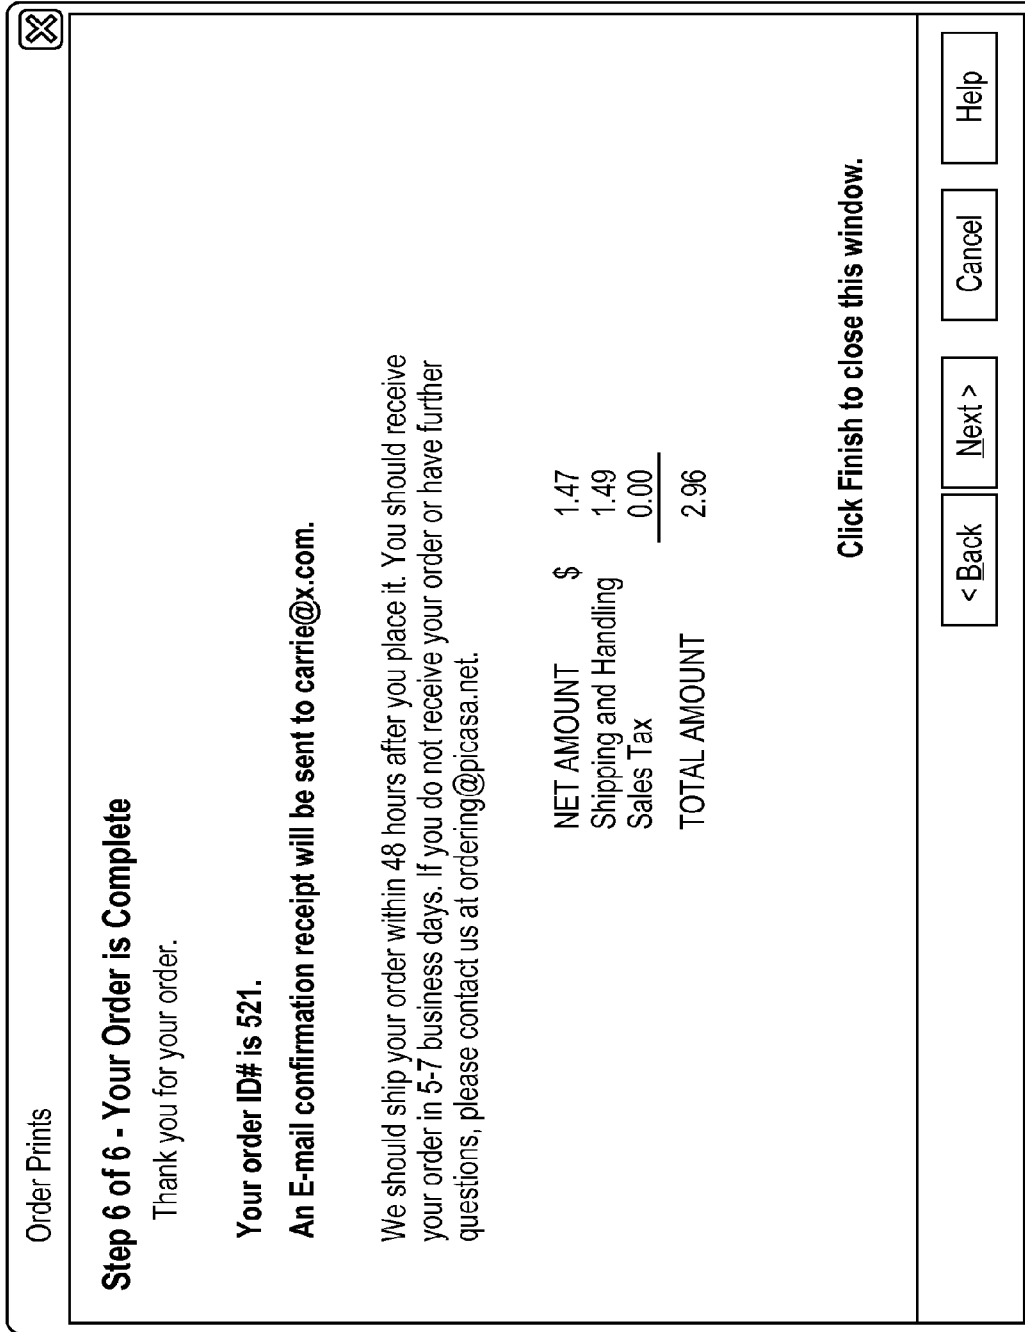 Order Prints
Step 6 of 6 - Your Order is Complete
Thank you for your order.
Your order ID# is 521.
An E-mail confirmation receipt will be sent to carrie@x.com.
We should ship your order within 48 hours after you place it. You should receive
your order in 5-7 business days. If you do not receive your order or have further
questions, please contact us at ordering@picasa.net.
NET AMOUNT $ 1.47
Shipping and Handling 1.49
Sales Tax 0.00
TOTAL AMOUNT 2.96
Click Finish to close this window.
< Back Next > Cancel Help